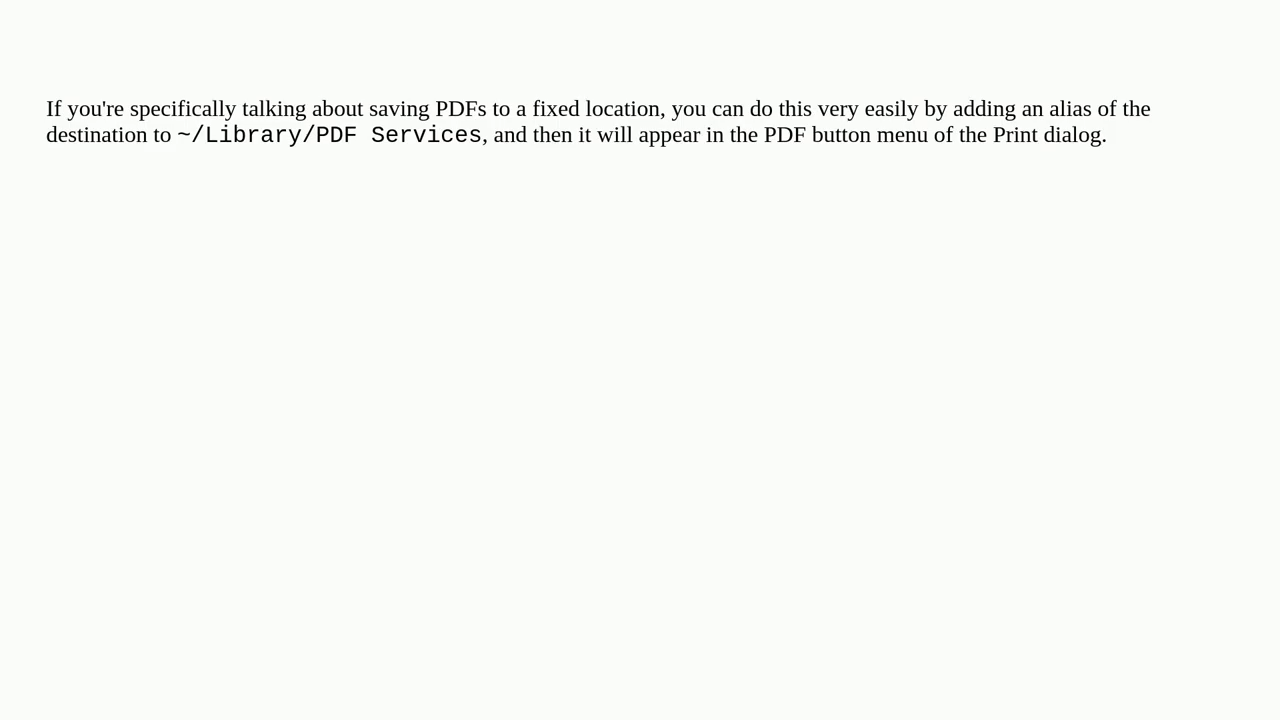 If you're specifically talking about saving PDFs to a fixed location, you can do this very easily by adding an alias of the
destination to ~/Library/PDF Services, and then it will appear in the PDF button menu of the Print dialog.